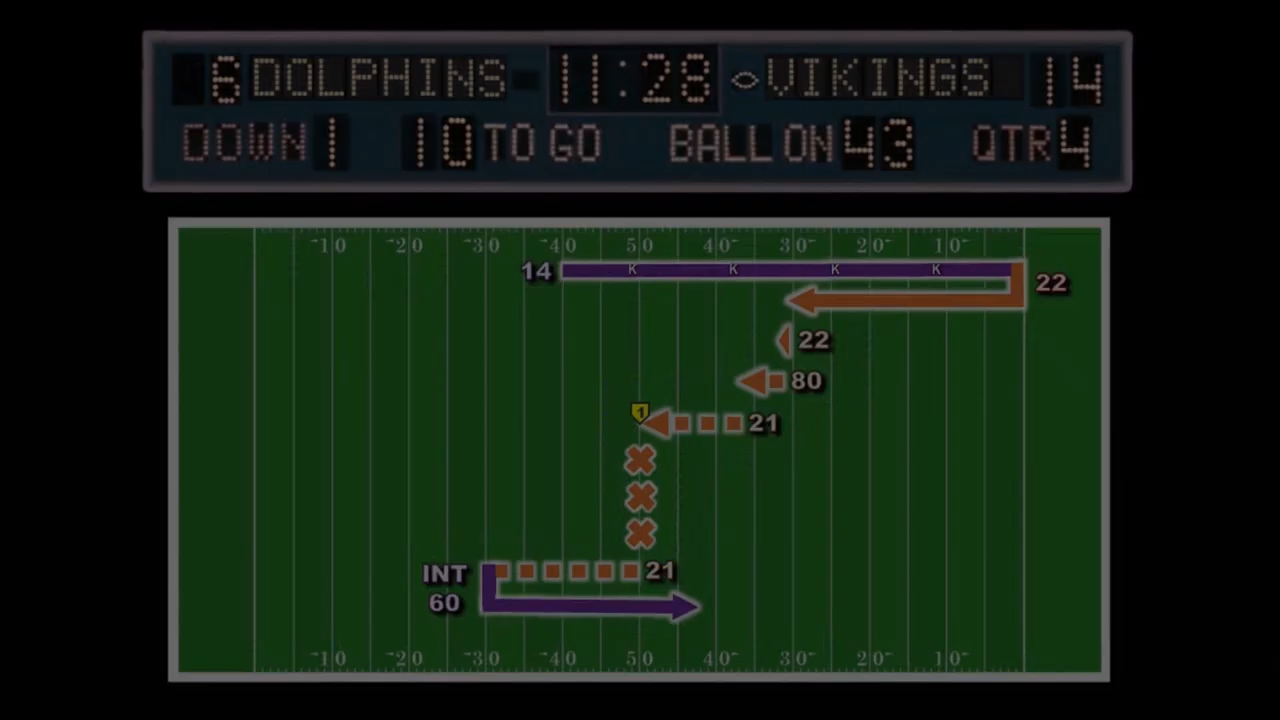 6 DOLPHINS 11:28 VIKINGS 14
DOWN 1 10 TO GO BALL ON 43 QTR 4
10 20 30 40 50 40 30 20 10
14 K K K K 22
22
80
1 21
INT 21
60
10 20 30 40 50 40 30 20 10